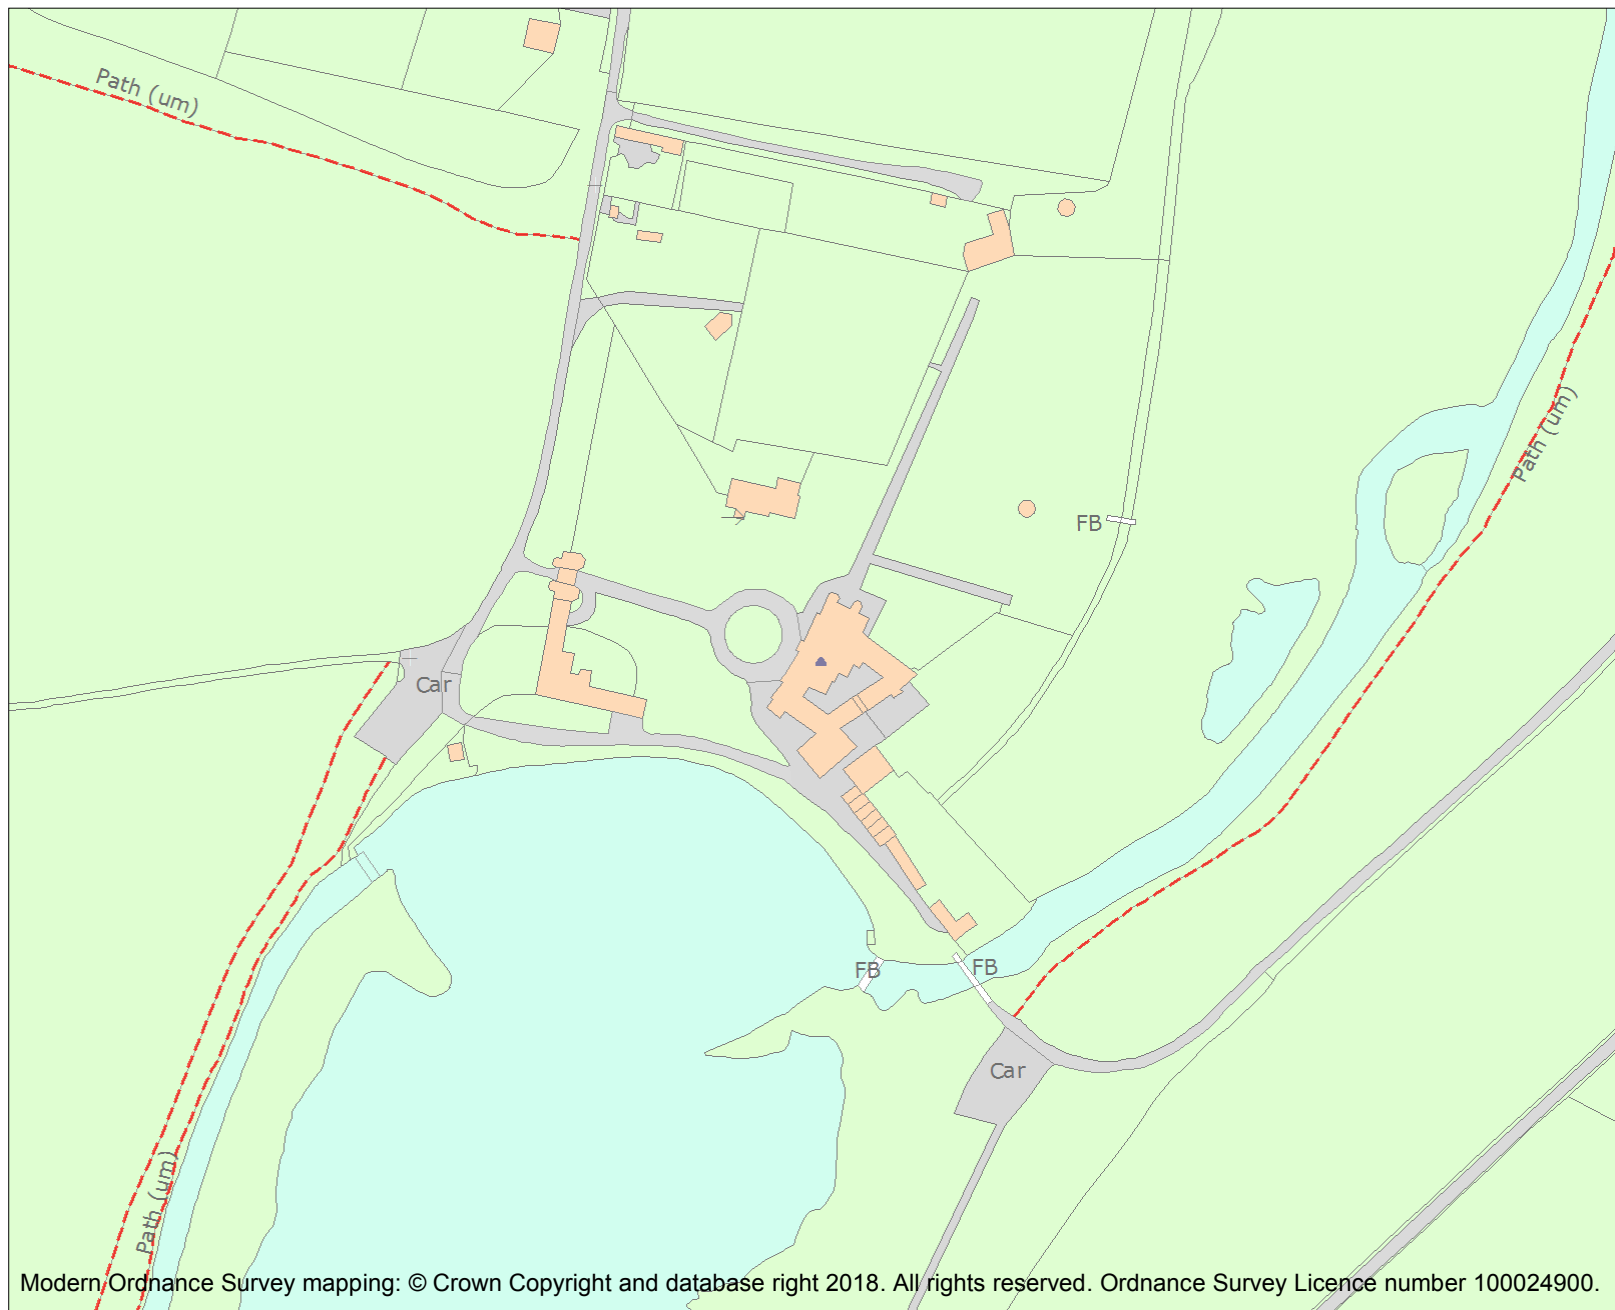 Path (um)
Path (um)
FB
Car
FB
FB
Car
Path (um)
Modern Ordnance Survey mapping: © Crown Copyright and database right 2018. All rights reserved. Ordnance Survey Licence number 100024900.